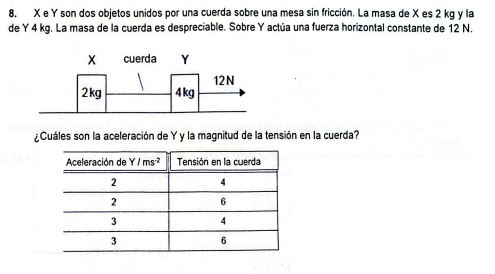 8. X e Y son dos objetos unidos por una cuerda sobre una mesa sin fricción. La masa de X es 2 kg y la
de Y 4 kg. La masa de la cuerda es despreciable. Sobre Y actúa una fuerza horizontal constante de 12 N.
X cuerda Y
2kg 4kg 12N
¿Cuáles son la aceleración de Y y la magnitud de la tensión en la cuerda?
Aceleración de Y / ms⁻² Tensión en la cuerda
2 4
2 6
3 4
3 6